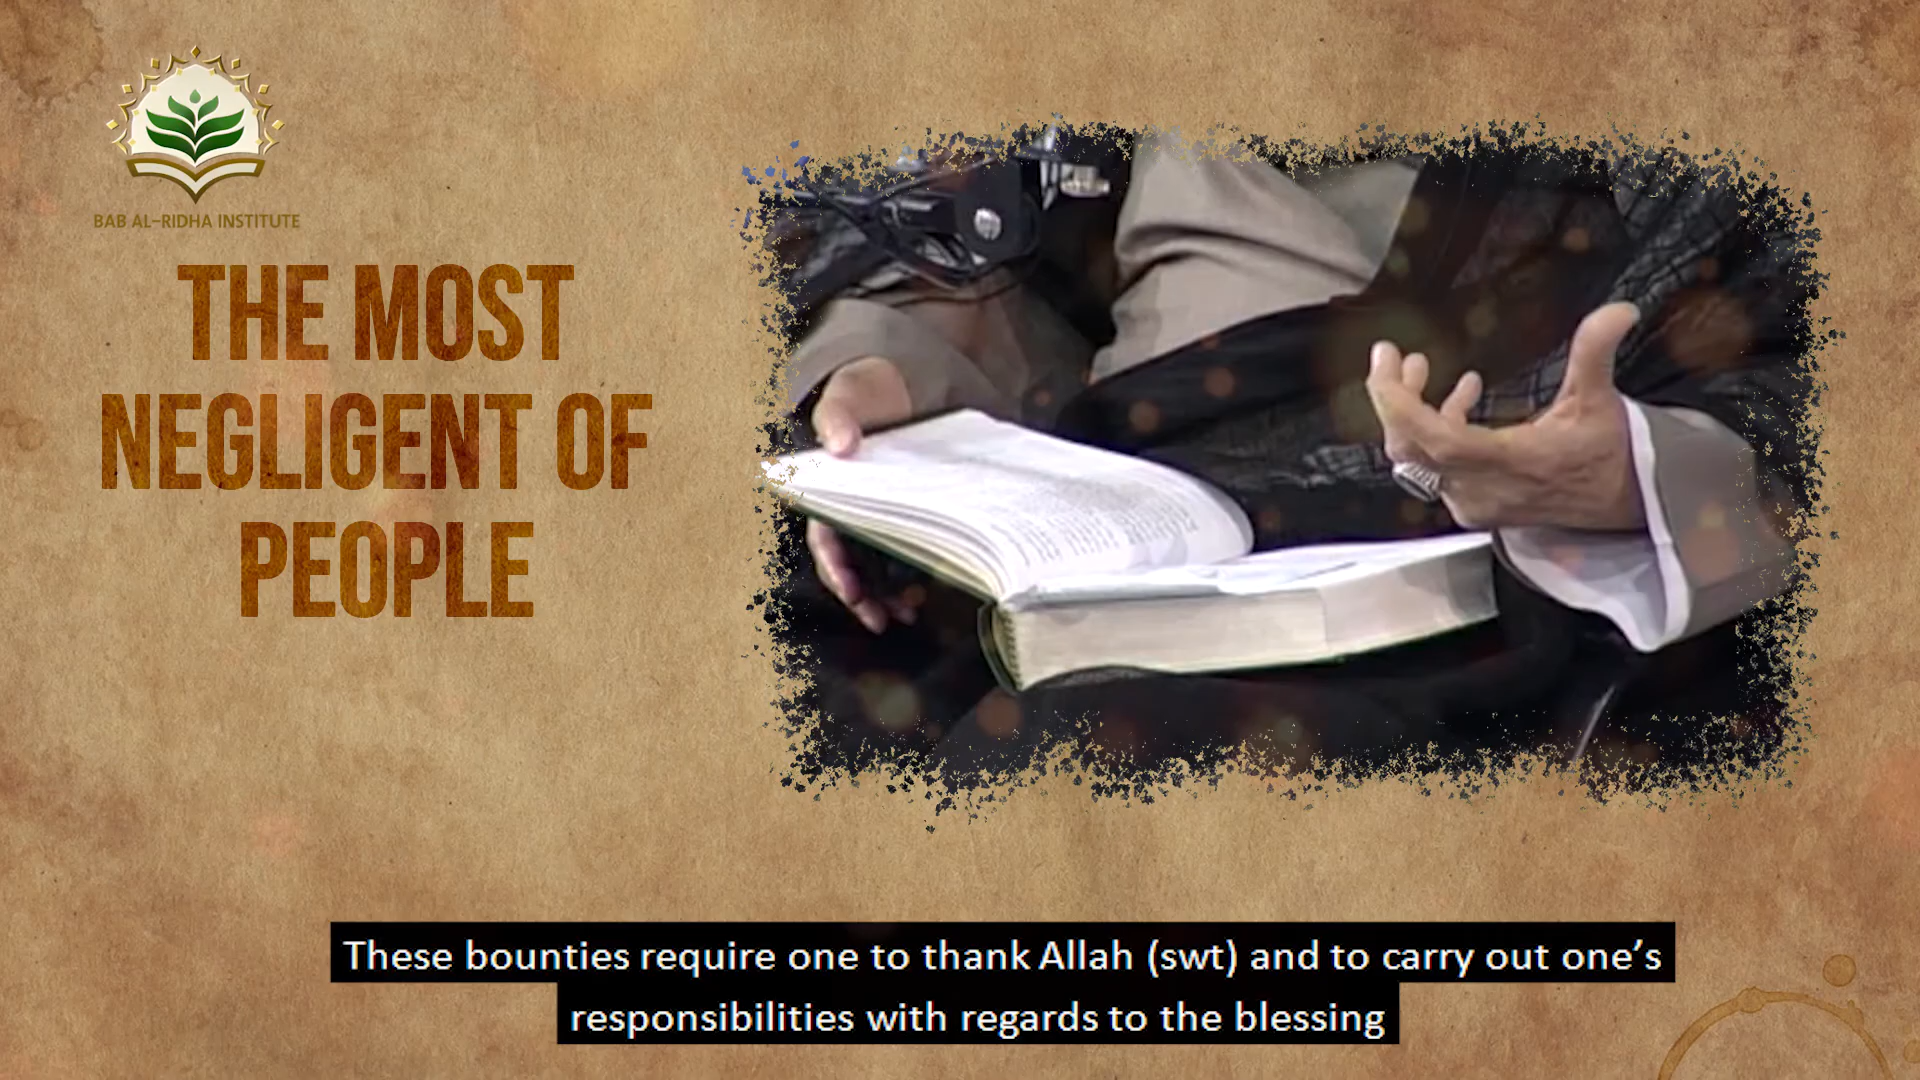 BAB AL-RIDHA INSTITUTE
THE MOST
NEGLIGENT OF
PEOPLE
These bounties require one to thank Allah (swt) and to carry out one’s
responsibilities with regards to the blessing